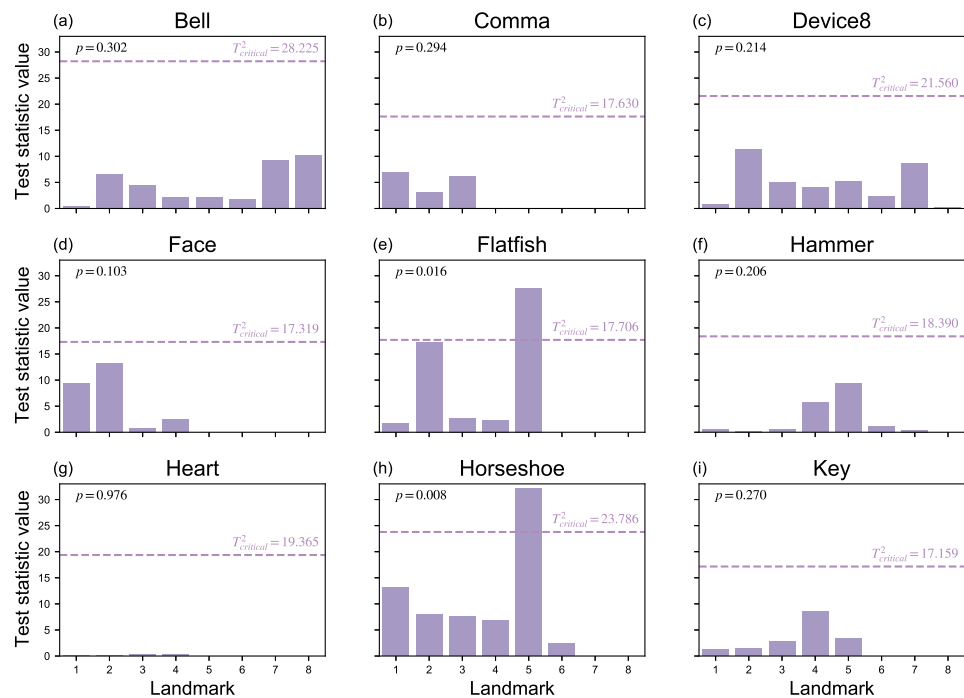 (a) Bell
(b) Comma
(c) Device8
Test statistic value
30
25
20
15
10
5
0
p = 0.302
T²critical = 28.225
p = 0.294
T²critical = 17.630
p = 0.214
T²critical = 21.560
(d) Face
(e) Flatfish
(f) Hammer
Test statistic value
30
25
20
15
10
5
0
p = 0.103
T²critical = 17.319
p = 0.016
T²critical = 17.706
p = 0.206
T²critical = 18.390
(g) Heart
(h) Horseshoe
(i) Key
Test statistic value
30
25
20
15
10
5
0
p = 0.976
T²critical = 19.365
p = 0.008
T²critical = 23.786
p = 0.270
T²critical = 17.159
1 2 3 4 5 6 7 8
1 2 3 4 5 6 7 8
1 2 3 4 5 6 7 8
Landmark
Landmark
Landmark